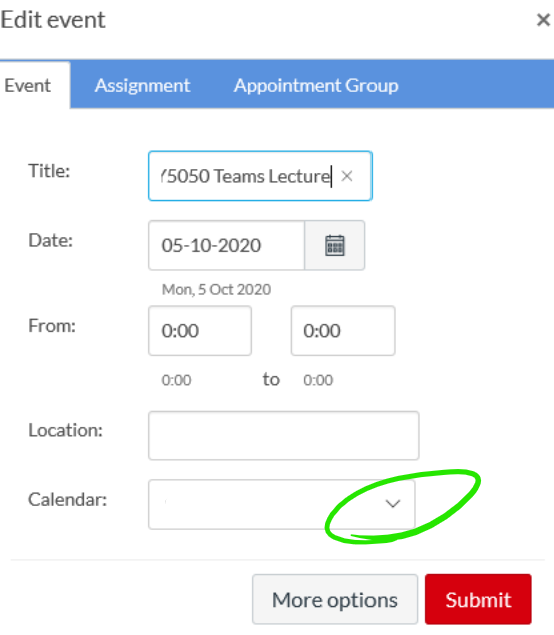 Edit event
Event Assignment Appointment Group
Title: 5050 Teams Lecture
Date: 05-10-2020
Mon, 5 Oct 2020
From: 0:00 0:00
0:00 to 0:00
Location:
Calendar:
More options Submit